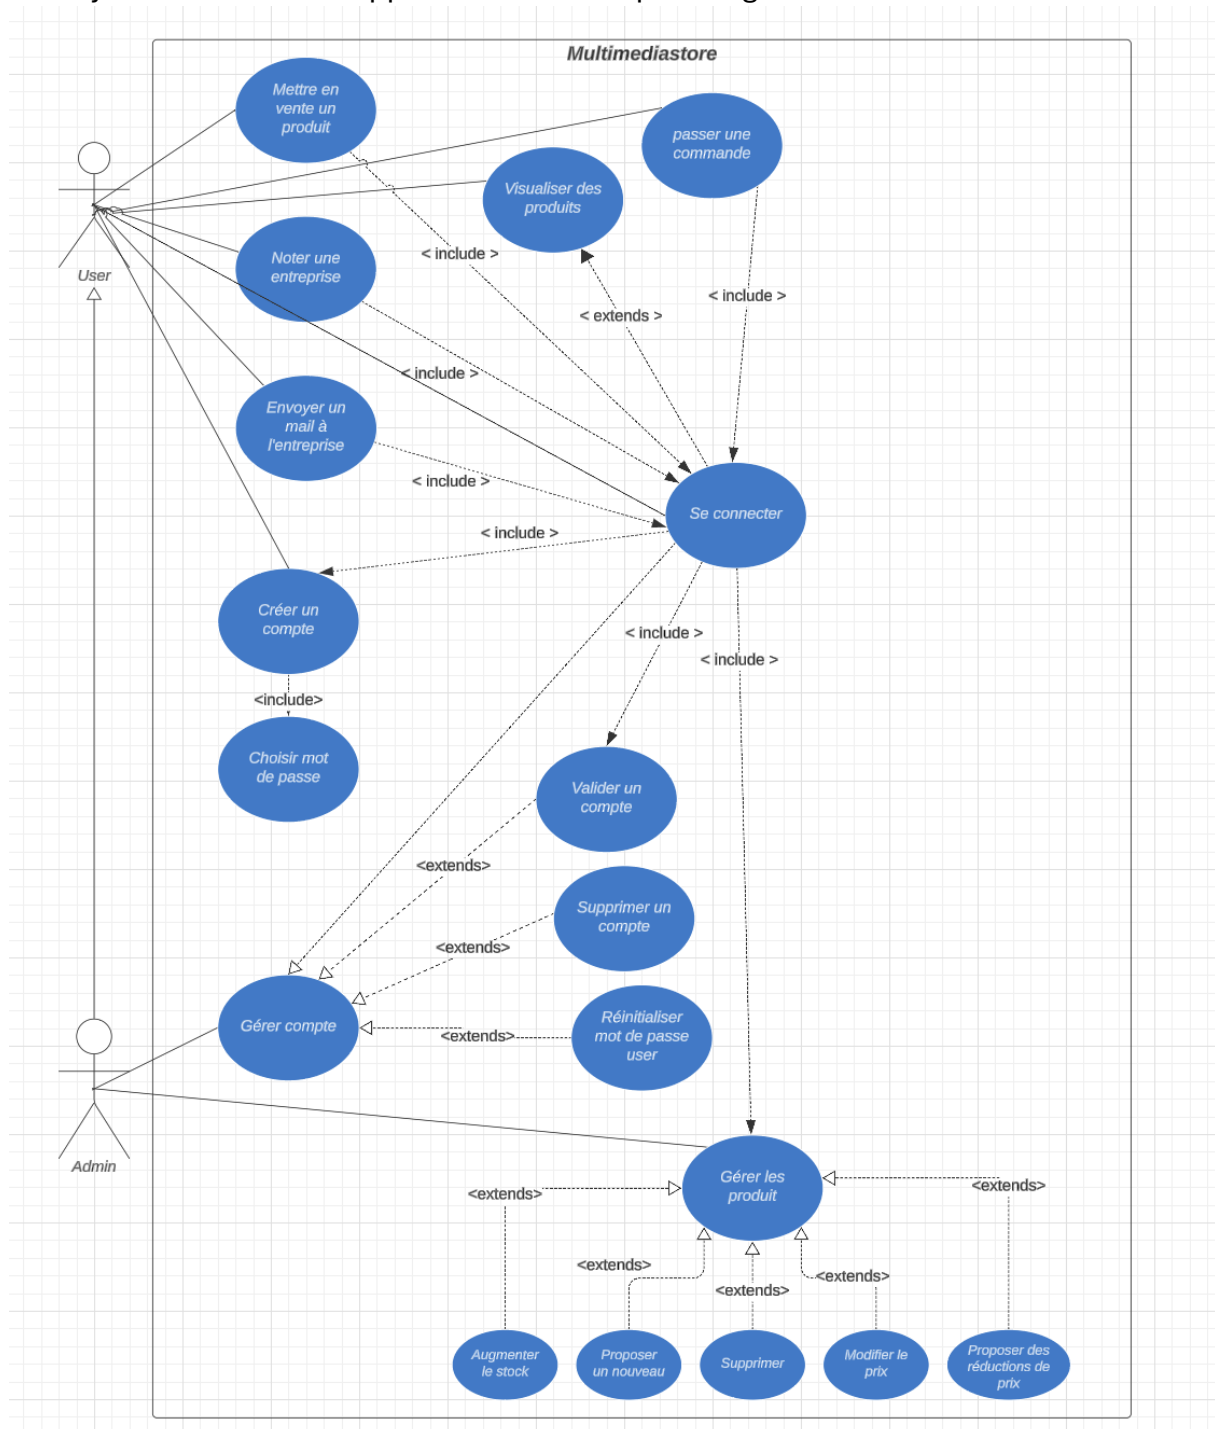 Multimediastore
Mettre en
vente un
produit
passer une
commande
Visualiser des
produits
User
Noter une
entreprise
< include >
< include >
< extends >
< include >
Envoyer un
mail à
l'entreprise
< include >
Se connecter
< include >
Créer un
compte
< include >
< include >
<include>
Choisir mot
de passe
Valider un
compte
<extends>
Supprimer un
compte
<extends>
Gérer compte
Réinitialiser
mot de passe
user
<extends>
Admin
Gérer les
produit
<extends>
<extends>
<extends>
<extends>
<extends>
Augmenter
le stock
Proposer
un nouveau
Supprimer
Modifier le
prix
Proposer des
réductions de
prix